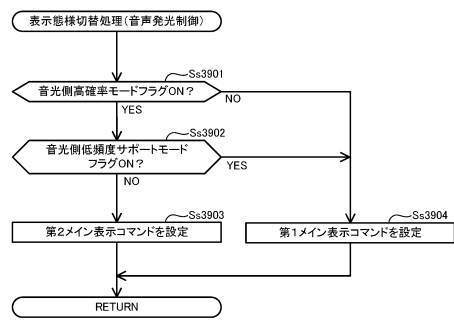 表示態様切替処理(音声発光制御)
Ss3901
音光側高確率モードフラグON?
NO
YES
Ss3902
音光側低頻度サポートモード
フラグON?
YES
NO
Ss3903
第2メイン表示コマンドを設定
Ss3904
第1メイン表示コマンドを設定
RETURN